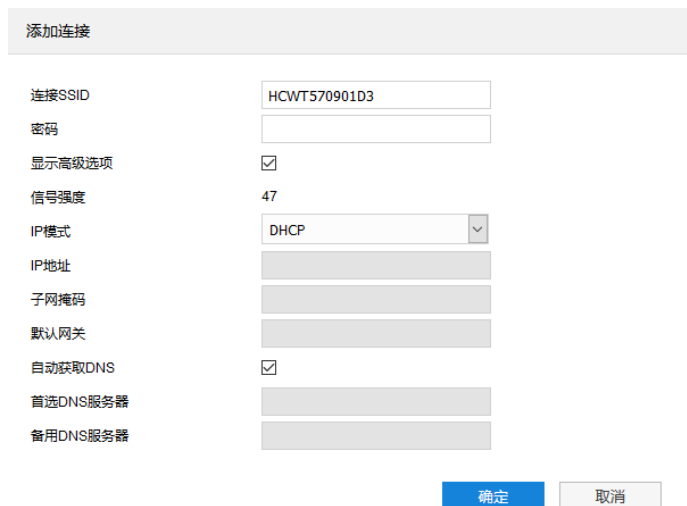 添加连接
连接SSID HCWT570901D3
密码
显示高级选项
信号强度 47
IP模式 DHCP
IP地址
子网掩码
默认网关
自动获取DNS
首选DNS服务器
备用DNS服务器
确定 取消